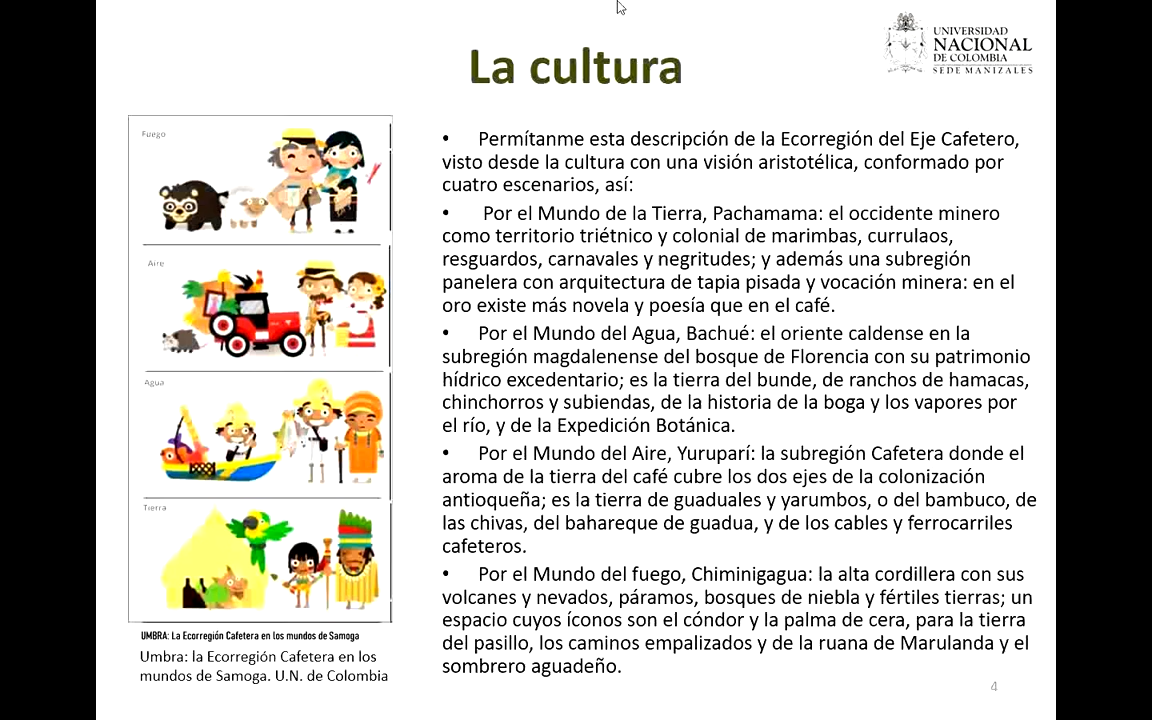 UNIVERSIDAD
NACIONAL
DE COLOMBIA
SEDE MANIZALES
La cultura
Fuego
Aire
Agua
Tierra
UMBRA: La Ecorregión Cafetera en los mundos de Samoga
Umbra: la Ecorregión Cafetera en los
mundos de Samoga. U.N. de Colombia
• Permítanme esta descripción de la Ecorregión del Eje Cafetero,
visto desde la cultura con una visión aristotélica, conformado por
cuatro escenarios, así:
• Por el Mundo de la Tierra, Pachamama: el occidente minero
como territorio triétnico y colonial de marimbas, currulaos,
resguardos, carnavales y negritudes; y además una subregión
panelera con arquitectura de tapia pisada y vocación minera: en el
oro existe más novela y poesía que en el café.
• Por el Mundo del Agua, Bachué: el oriente caldense en la
subregión magdalenense del bosque de Florencia con su patrimonio
hídrico excedentario; es la tierra del bunde, de ranchos de hamacas,
chinchorros y subiendas, de la historia de la boga y los vapores por
el río, y de la Expedición Botánica.
• Por el Mundo del Aire, Yuruparí: la subregión Cafetera donde el
aroma de la tierra del café cubre los dos ejes de la colonización
antioqueña; es la tierra de guaduales y yarumbos, o del bambuco, de
las chivas, del bahareque de guadua, y de los cables y ferrocarriles
cafeteros.
• Por el Mundo del fuego, Chiminigagua: la alta cordillera con sus
volcanes y nevados, páramos, bosques de niebla y fértiles tierras; un
espacio cuyos íconos son el cóndor y la palma de cera, para la tierra
del pasillo, los caminos empalizados y de la ruana de Marulanda y el
sombrero aguadeño.
4